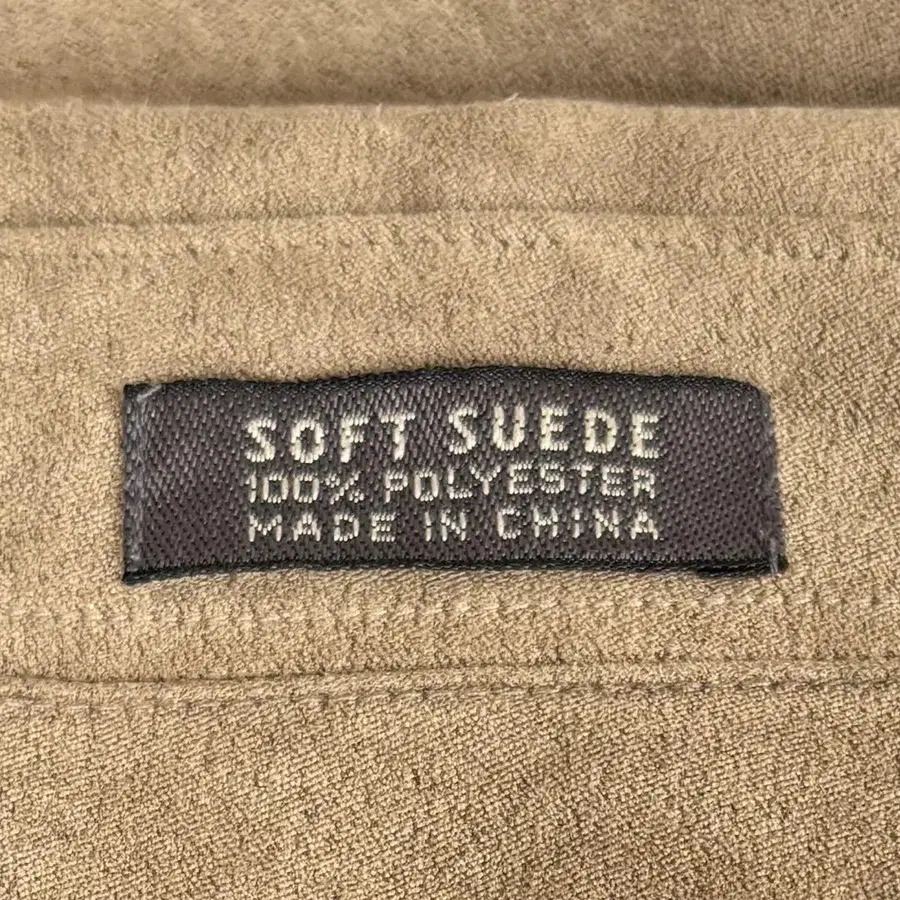 SOFT SUEDE
100% POLYESTER
MADE IN CHINA